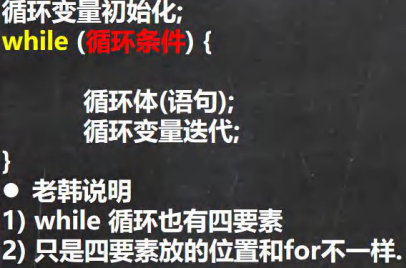 循环变量初始化;
while (循环条件) {
循环体(语句);
循环变量迭代;
}
● 老韩说明
1) while 循环也有四要素
2) 只是四要素放的位置和for不一样.